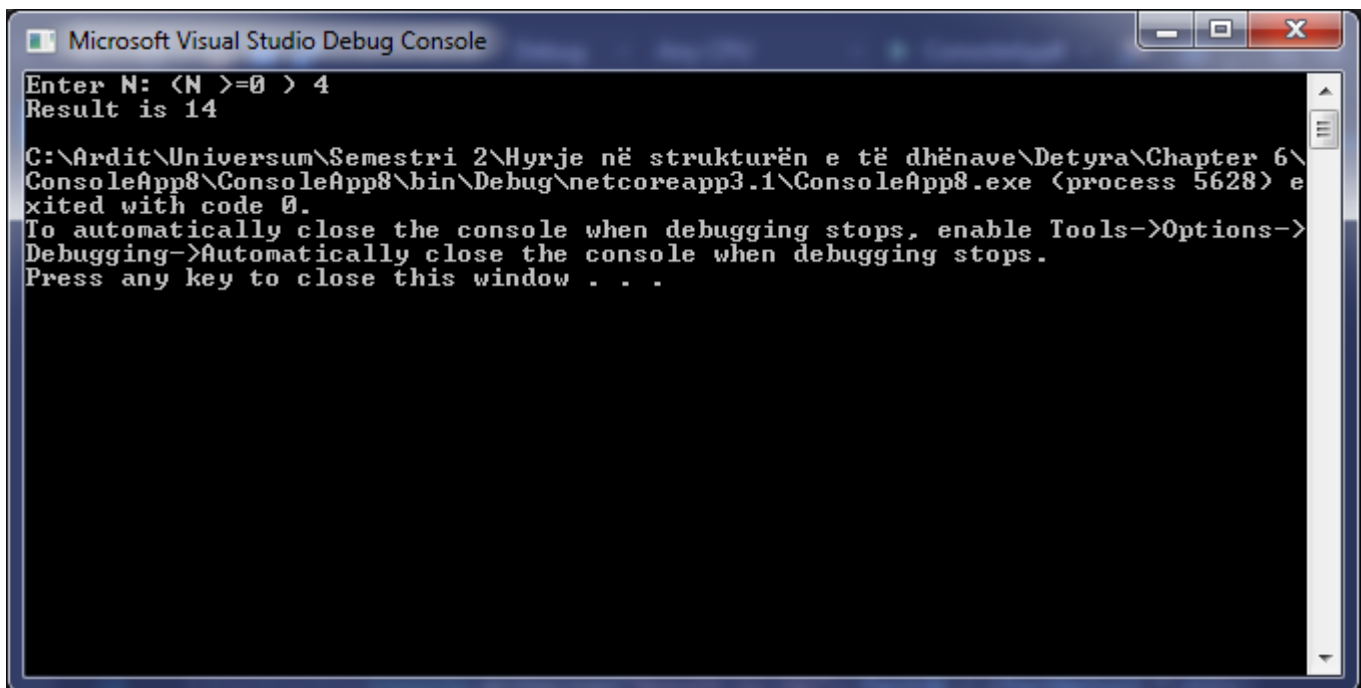 Microsoft Visual Studio Debug Console
Enter N: (N >=0 ) 4
Result is 14
C:\Ardit\Universum\Semestri 2\Hyrje në strukturën e të dhënave\Detyra\Chapter 6\
ConsoleApp8\ConsoleApp8\bin\Debug\netcoreapp3.1\ConsoleApp8.exe (process 5628) e
xited with code 0.
To automatically close the console when debugging stops, enable Tools->Options->
Debugging->Automatically close the console when debugging stops.
Press any key to close this window . . .